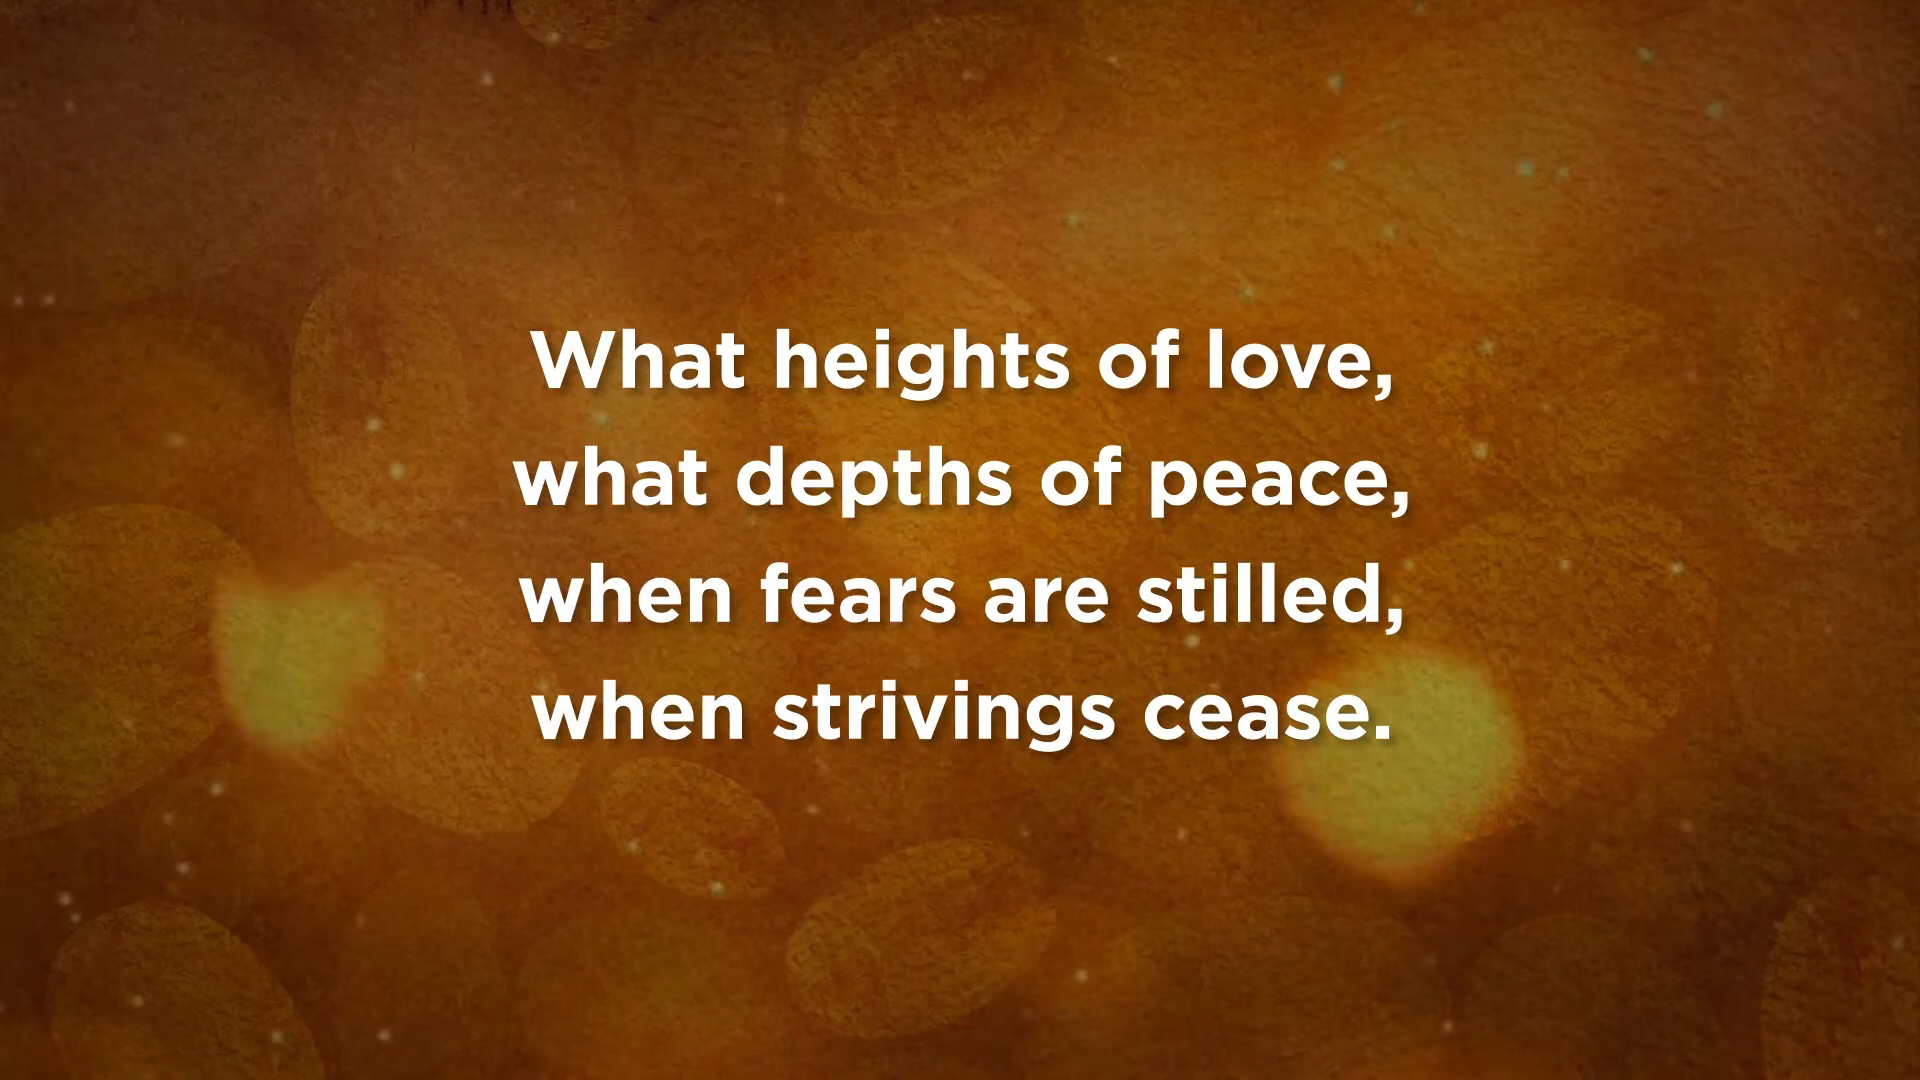 What heights of love,
what depths of peace,
when fears are stilled,
when strivings cease.